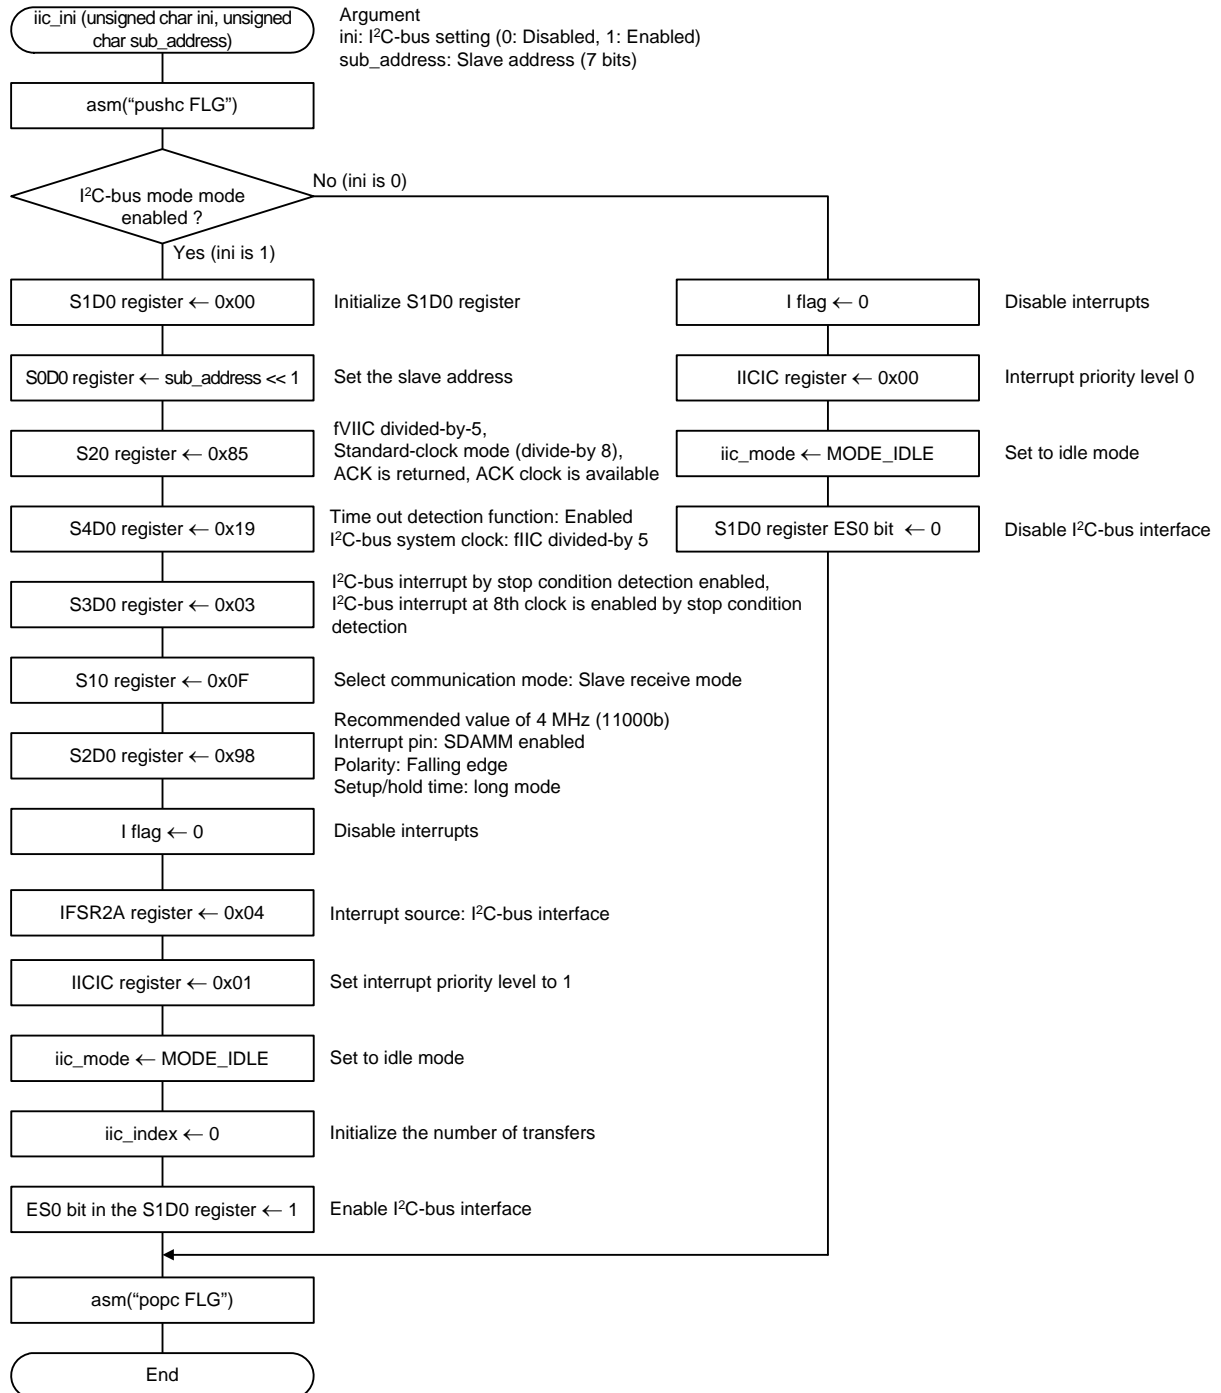 iic_ini (unsigned char ini, unsigned
char sub_address)
Argument
ini: I²C-bus setting (0: Disabled, 1: Enabled)
sub_address: Slave address (7 bits)
asm(“pushc FLG”)
I²C-bus mode mode
enabled ?
No (ini is 0)
Yes (ini is 1)
S1D0 register ← 0x00
Initialize S1D0 register
S0D0 register ← sub_address << 1
Set the slave address
S20 register ← 0x85
fVIIC divided-by-5,
Standard-clock mode (divide-by 8),
ACK is returned, ACK clock is available
S4D0 register ← 0x19
Time out detection function: Enabled
I²C-bus system clock: fIIC divided-by 5
S3D0 register ← 0x03
I²C-bus interrupt by stop condition detection enabled,
I²C-bus interrupt at 8th clock is enabled by stop condition
detection
S10 register ← 0x0F
Select communication mode: Slave receive mode
S2D0 register ← 0x98
Recommended value of 4 MHz (11000b)
Interrupt pin: SDAMM enabled
Polarity: Falling edge
Setup/hold time: long mode
I flag ← 0
Disable interrupts
IFSR2A register ← 0x04
Interrupt source: I²C-bus interface
IICIC register ← 0x01
Set interrupt priority level to 1
iic_mode ← MODE_IDLE
Set to idle mode
iic_index ← 0
Initialize the number of transfers
ES0 bit in the S1D0 register ← 1
Enable I²C-bus interface
I flag ← 0
Disable interrupts
IICIC register ← 0x00
Interrupt priority level 0
iic_mode ← MODE_IDLE
Set to idle mode
S1D0 register ES0 bit ← 0
Disable I²C-bus interface
asm(“popc FLG”)
End